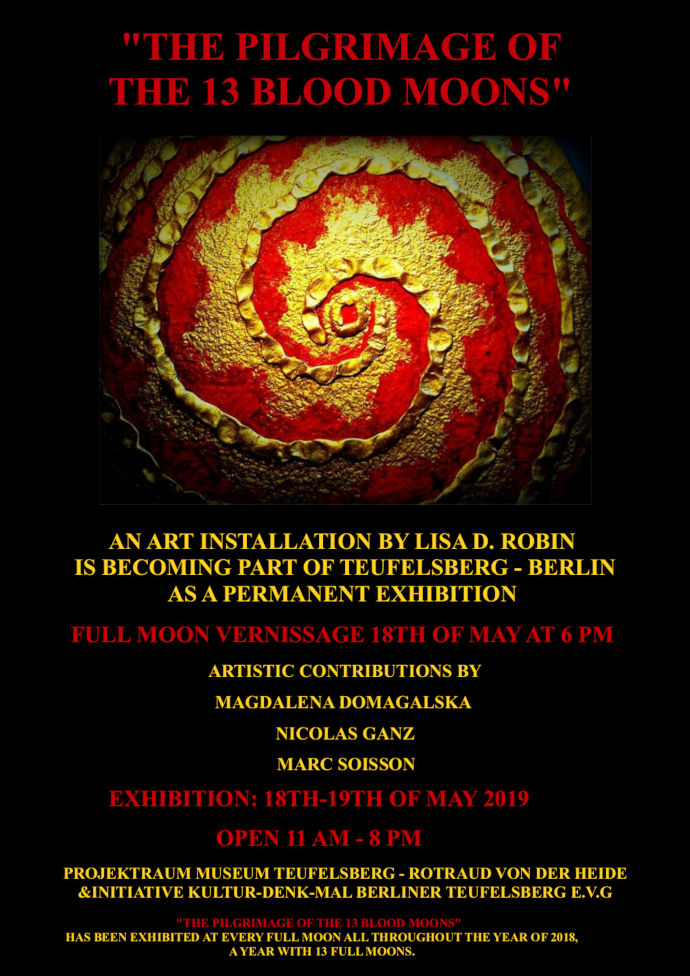 "THE PILGRIMAGE OF
THE 13 BLOOD MOONS"
AN ART INSTALLATION BY LISA D. ROBIN
IS BECOMING PART OF TEUFELSBERG - BERLIN
AS A PERMANENT EXHIBITION
FULL MOON VERNISSAGE 18TH OF MAY AT 6 PM
ARTISTIC CONTRIBUTIONS BY
MAGDALENA DOMAGALSKA
NICOLAS GANZ
MARC SOISSON
EXHIBITION: 18TH-19TH OF MAY 2019
OPEN 11 AM - 8 PM
PROJEKTRAUM MUSEUM TEUFELSBERG - ROTRAUD VON DER HEIDE
&INITIATIVE KULTUR-DENK-MAL BERLINER TEUFELSBERG E.V.G
"THE PILGRIMAGE OF THE 13 BLOOD MOONS"
HAS BEEN EXHIBITED AT EVERY FULL MOON ALL THROUGHOUT THE YEAR OF 2018,
A YEAR WITH 13 FULL MOONS.